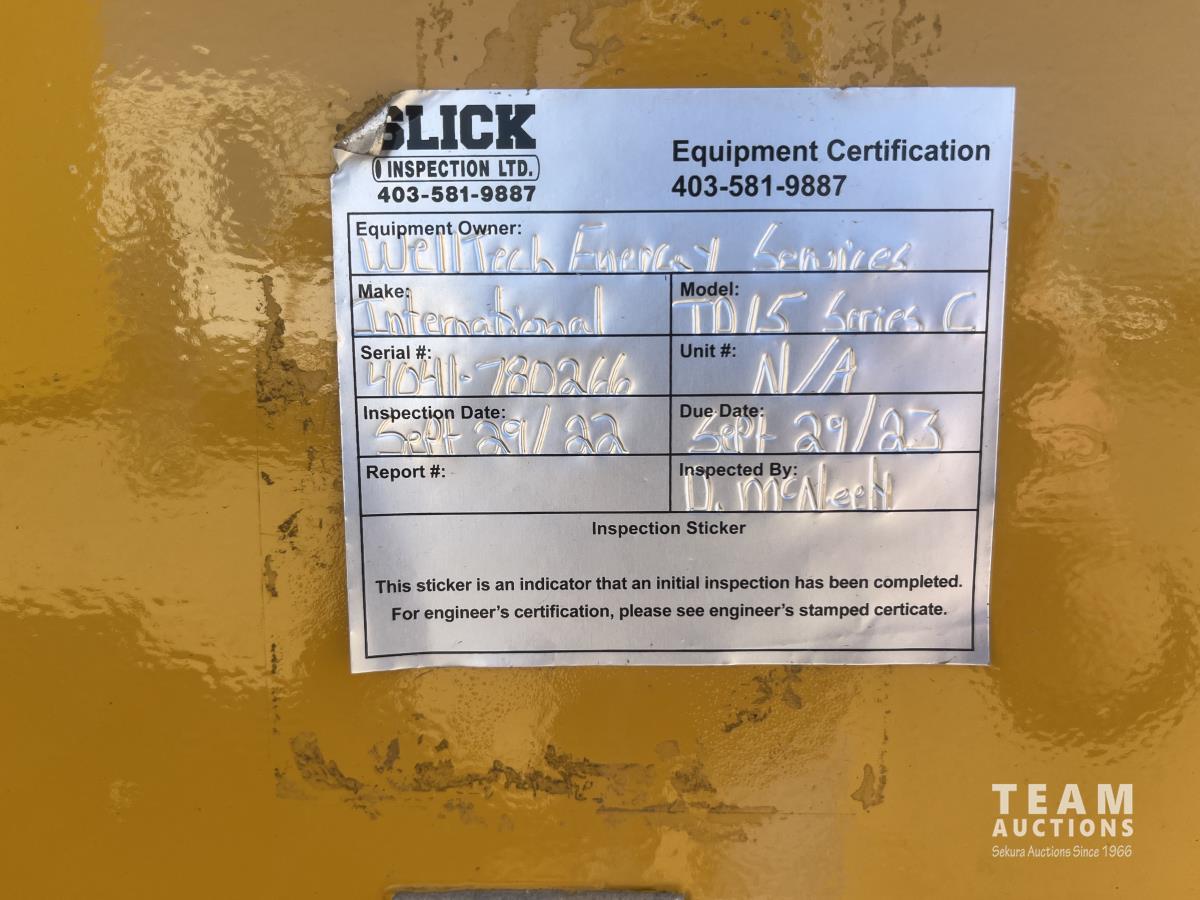 SLICK
INSPECTION LTD.
403-581-9887
Equipment Certification
403-581-9887
Equipment Owner:
WellTech Energy Services
Make:
International
Model:
TD15 Series C
Serial #:
4041-780266
Unit #:
N/A
Inspection Date:
Sept 29/22
Due Date:
Sept 29/23
Report #:
Inspected By:
D. McNeely
Inspection Sticker
This sticker is an indicator that an initial inspection has been completed.
For engineer's certification, please see engineer's stamped certicate.
TEAM
AUCTIONS
Sekura Auctions Since 1966